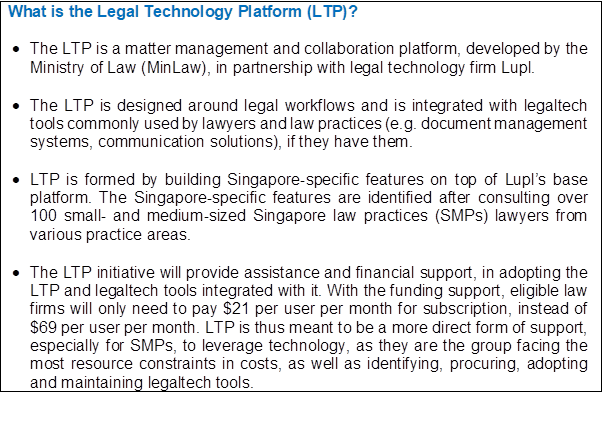 What is the Legal Technology Platform (LTP)?
• The LTP is a matter management and collaboration platform, developed by the
Ministry of Law (MinLaw), in partnership with legal technology firm Lupl.
• The LTP is designed around legal workflows and is integrated with legaltech
tools commonly used by lawyers and law practices (e.g. document management
systems, communication solutions), if they have them.
• LTP is formed by building Singapore-specific features on top of Lupl's base
platform. The Singapore-specific features are identified after consulting over
100 small- and medium-sized Singapore law practices (SMPs) lawyers from
various practice areas.
• The LTP initiative will provide assistance and financial support, in adopting the
LTP and legaltech tools integrated with it. With the funding support, eligible law
firms will only need to pay $21 per user per month for subscription, instead of
$69 per user per month. LTP is thus meant to be a more direct form of support,
especially for SMPs, to leverage technology, as they are the group facing the
most resource constraints in costs, as well as identifying, procuring, adopting
and maintaining legaltech tools.